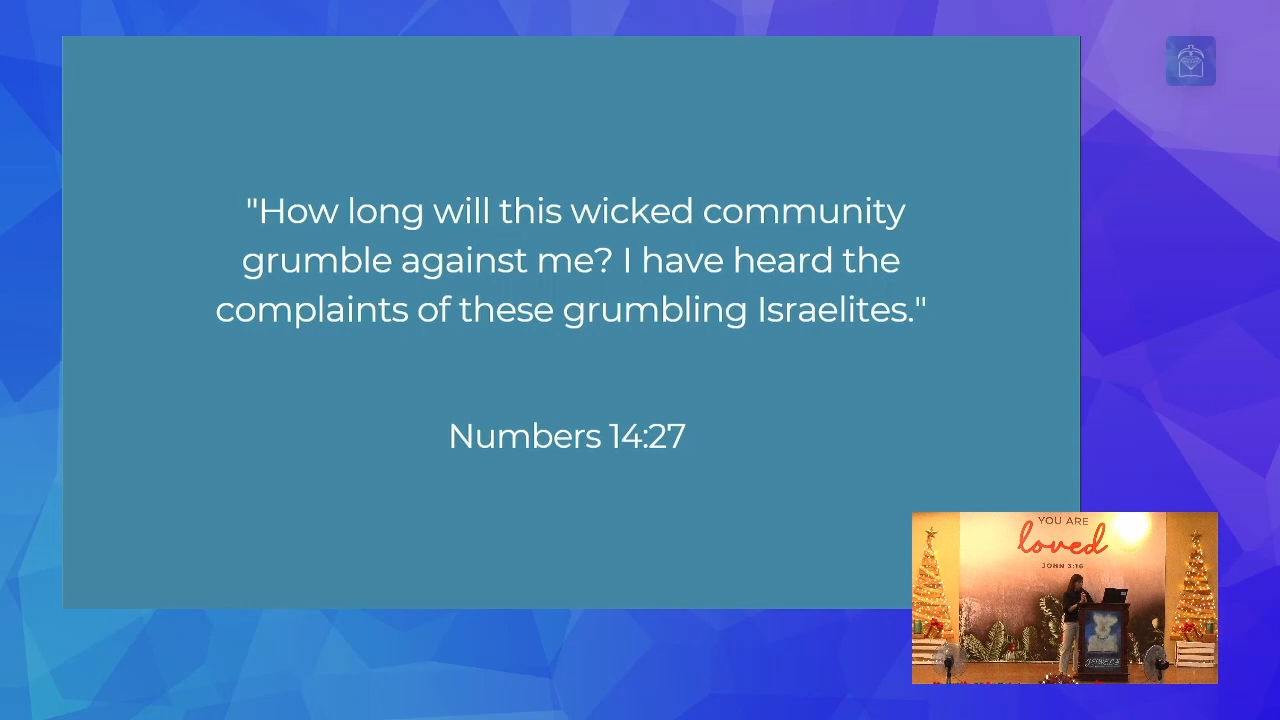 "How long will this wicked community
grumble against me? I have heard the
complaints of these grumbling Israelites."
Numbers 14:27
YOU ARE
loved
JOHN 3:16